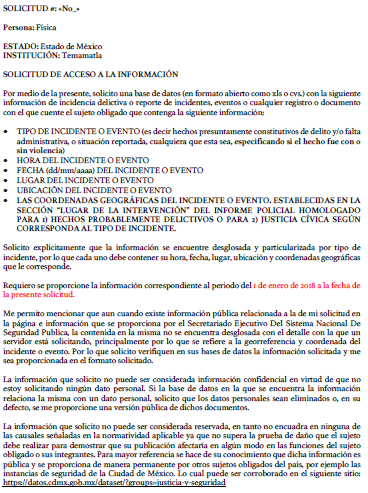 SOLICITUD #: «No_»
Persona: Física
ESTADO: Estado de México
INSTITUCIÓN: Temamatla
SOLICITUD DE ACCESO A LA INFORMACIÓN
Por medio de la presente, solicito una base de datos (en formato abierto como xls o cvs.) con la siguiente
información de incidencia delictiva o reporte de incidentes, eventos o cualquier registro o documento
con el que cuente el sujeto obligado que contenga la siguiente información:
• TIPO DE INCIDENTE O EVENTO (es decir hechos presuntamente constitutivos de delito y/o falta
administrativa, o situación reportada, cualquiera que esta sea, especificando si el hecho fue con o
sin violencia)
• HORA DEL INCIDENTE O EVENTO
• FECHA (dd/mm/aaaa) DEL INCIDENTE O EVENTO
• LUGAR DEL INCIDENTE O EVENTO
• UBICACIÓN DEL INCIDENTE O EVENTO
• LAS COORDENADAS GEOGRÁFICAS DEL INCIDENTE O EVENTO. ESTABLECIDAS EN LA
SECCIÓN "LUGAR DE LA INTERVENCIÓN" DEL INFORME POLICIAL HOMOLOGADO
PARA 1) HECHOS PROBABLEMENTE DELICTIVOS O PARA 2) JUSTICIA CÍVICA SEGÚN
CORRESPONDA AL TIPO DE INCIDENTE.
Solicito explícitamente que la información se encuentre desglosada y particularizada por tipo de
incidente, por lo que cada uno debe contener su hora, fecha, lugar, ubicación y coordenadas geográficas
que le corresponde.
Requiero se proporcione la información correspondiente al periodo del 1 de enero de 2018 a la fecha de
la presente solicitud.
Me permito mencionar que aun cuando existe información pública relacionada a la de mi solicitud en
la página e información que se proporciona por el Secretariado Ejecutivo Del Sistema Nacional De
Seguridad Publica, la contenida en la misma no se encuentra desglosada con el detalle con la que un
servidor está solicitando, principalmente por lo que se refiere a la georreferencia y coordenada del
incidente o evento. Por lo que solicito verifiquen en sus bases de datos la información solicitada y me
sea proporcionada en el formato solicitado.
La información que solicito no puede ser considerada información confidencial en virtud de que no
estoy solicitando ningún dato personal. Si la base de datos en la que se encuentra la información
relaciona la misma con un dato personal, solicito que los datos personales sean eliminados o, en su
defecto, se me proporcione una versión pública de dichos documentos.
La información que solicito no puede ser considerada reservada, en tanto no encuadra en ninguna de
las causales señaladas en la normatividad aplicable ya que no supera la prueba de daño que el sujeto
debe realizar para demostrar que su publicación afectaría en algún modo en las funciones del sujeto
obligado o sus integrantes. Para mayor referencia se hace de su conocimiento que dicha información es
pública y se proporciona de manera permanente por otros sujetos obligados del país, por ejemplo las
instancias de seguridad de la Ciudad de México. Lo cual puede ser corroborado en el siguiente sitio:
https://datos.cdmx.gob.mx/dataset/?groups=justicia-y-seguridad